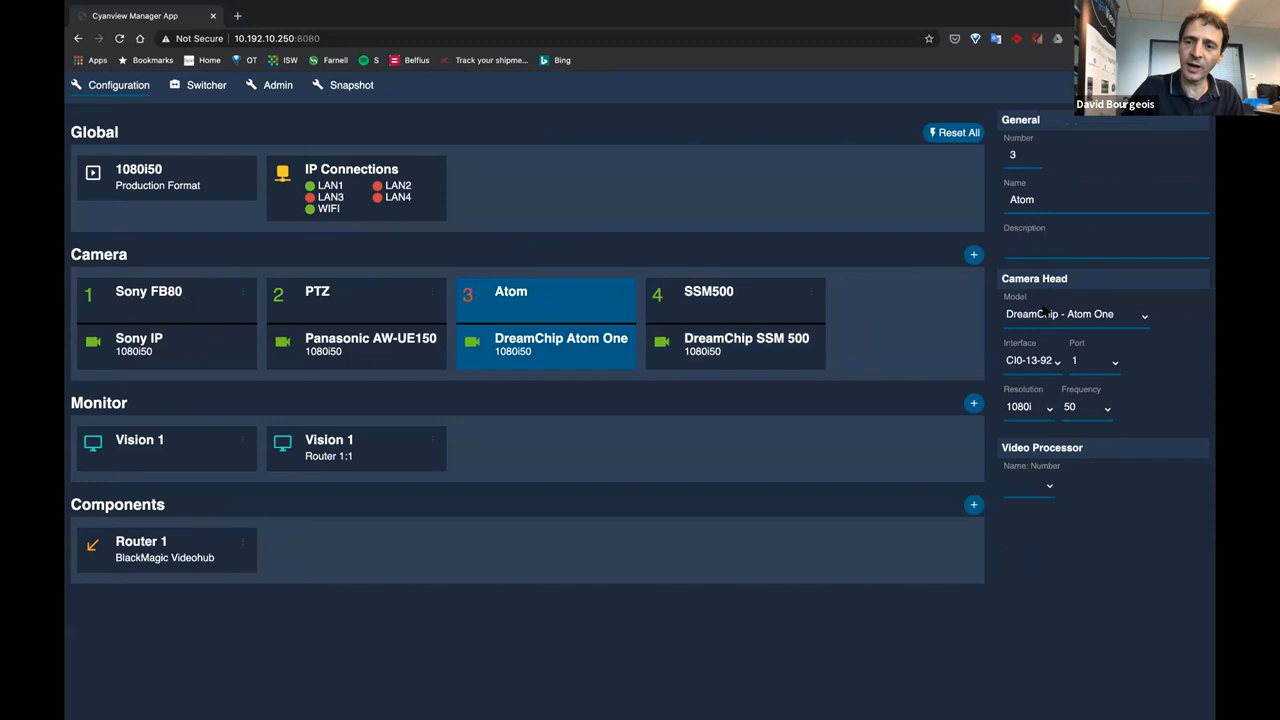 Cyanview Manager App
Not Secure 10.192.10.250:8080
Apps Bookmarks Home OT ISW Farnell S Belfius Track your shipme... Bing
David Bourgeois
Configuration Switcher Admin Snapshot
Global
Reset All
1080i50
Production Format
IP Connections
LAN1 LAN2
LAN3 LAN4
WIFI
Camera
1 Sony FB80
Sony IP
1080i50
2 PTZ
Panasonic AW-UE150
1080i50
3 Atom
DreamChip Atom One
1080i50
4 SSM500
DreamChip SSM 500
1080i50
Monitor
Vision 1
Vision 1
Router 1:1
Components
Router 1
BlackMagic Videohub
General
Number
3
Name
Atom
Description
Camera Head
Model
DreamChip - Atom One
Interface Port
CI0-13-92 1
Resolution Frequency
1080i 50
Video Processor
Name: Number